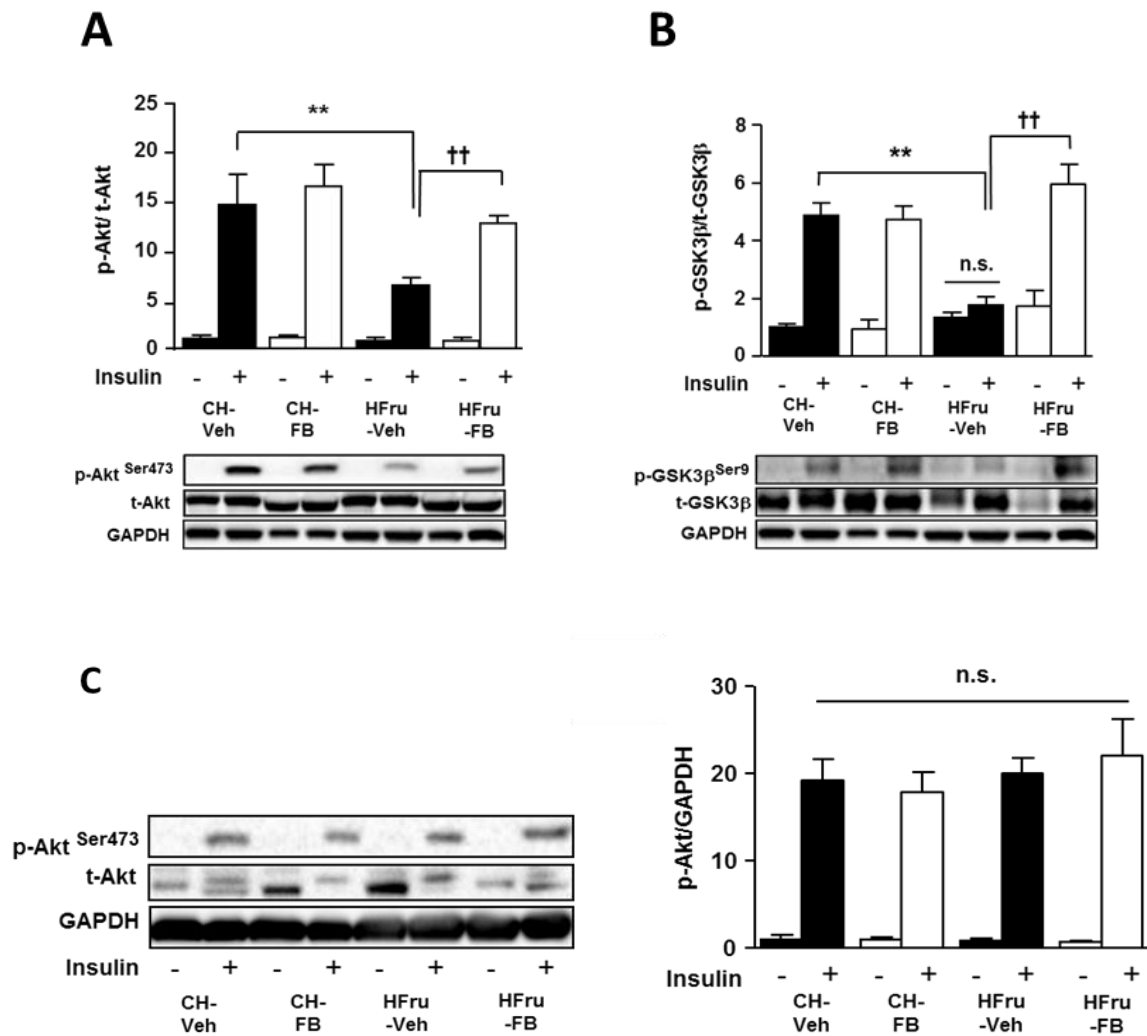 A
25
20
15
10
5
0
p-Akt/ t-Akt
**
††
Insulin - + - + - + - +
CH- CH- HFru HFru
Veh FB -Veh -FB
p-Akt Ser473
t-Akt
GAPDH
B
8
6
4
2
0
p-GSK3β/t-GSK3β
**
††
n.s.
Insulin - + - + - + - +
CH- CH- HFru HFru
Veh FB -Veh -FB
p-GSK3βSer9
t-GSK3β
GAPDH
C
p-Akt Ser473
t-Akt
GAPDH
Insulin - + - + - + - +
CH- CH- HFru HFru
Veh FB -Veh -FB
30
20
10
0
p-Akt/GAPDH
n.s.
Insulin - + - + - + - +
CH- CH- HFru HFru
Veh FB -Veh -FB